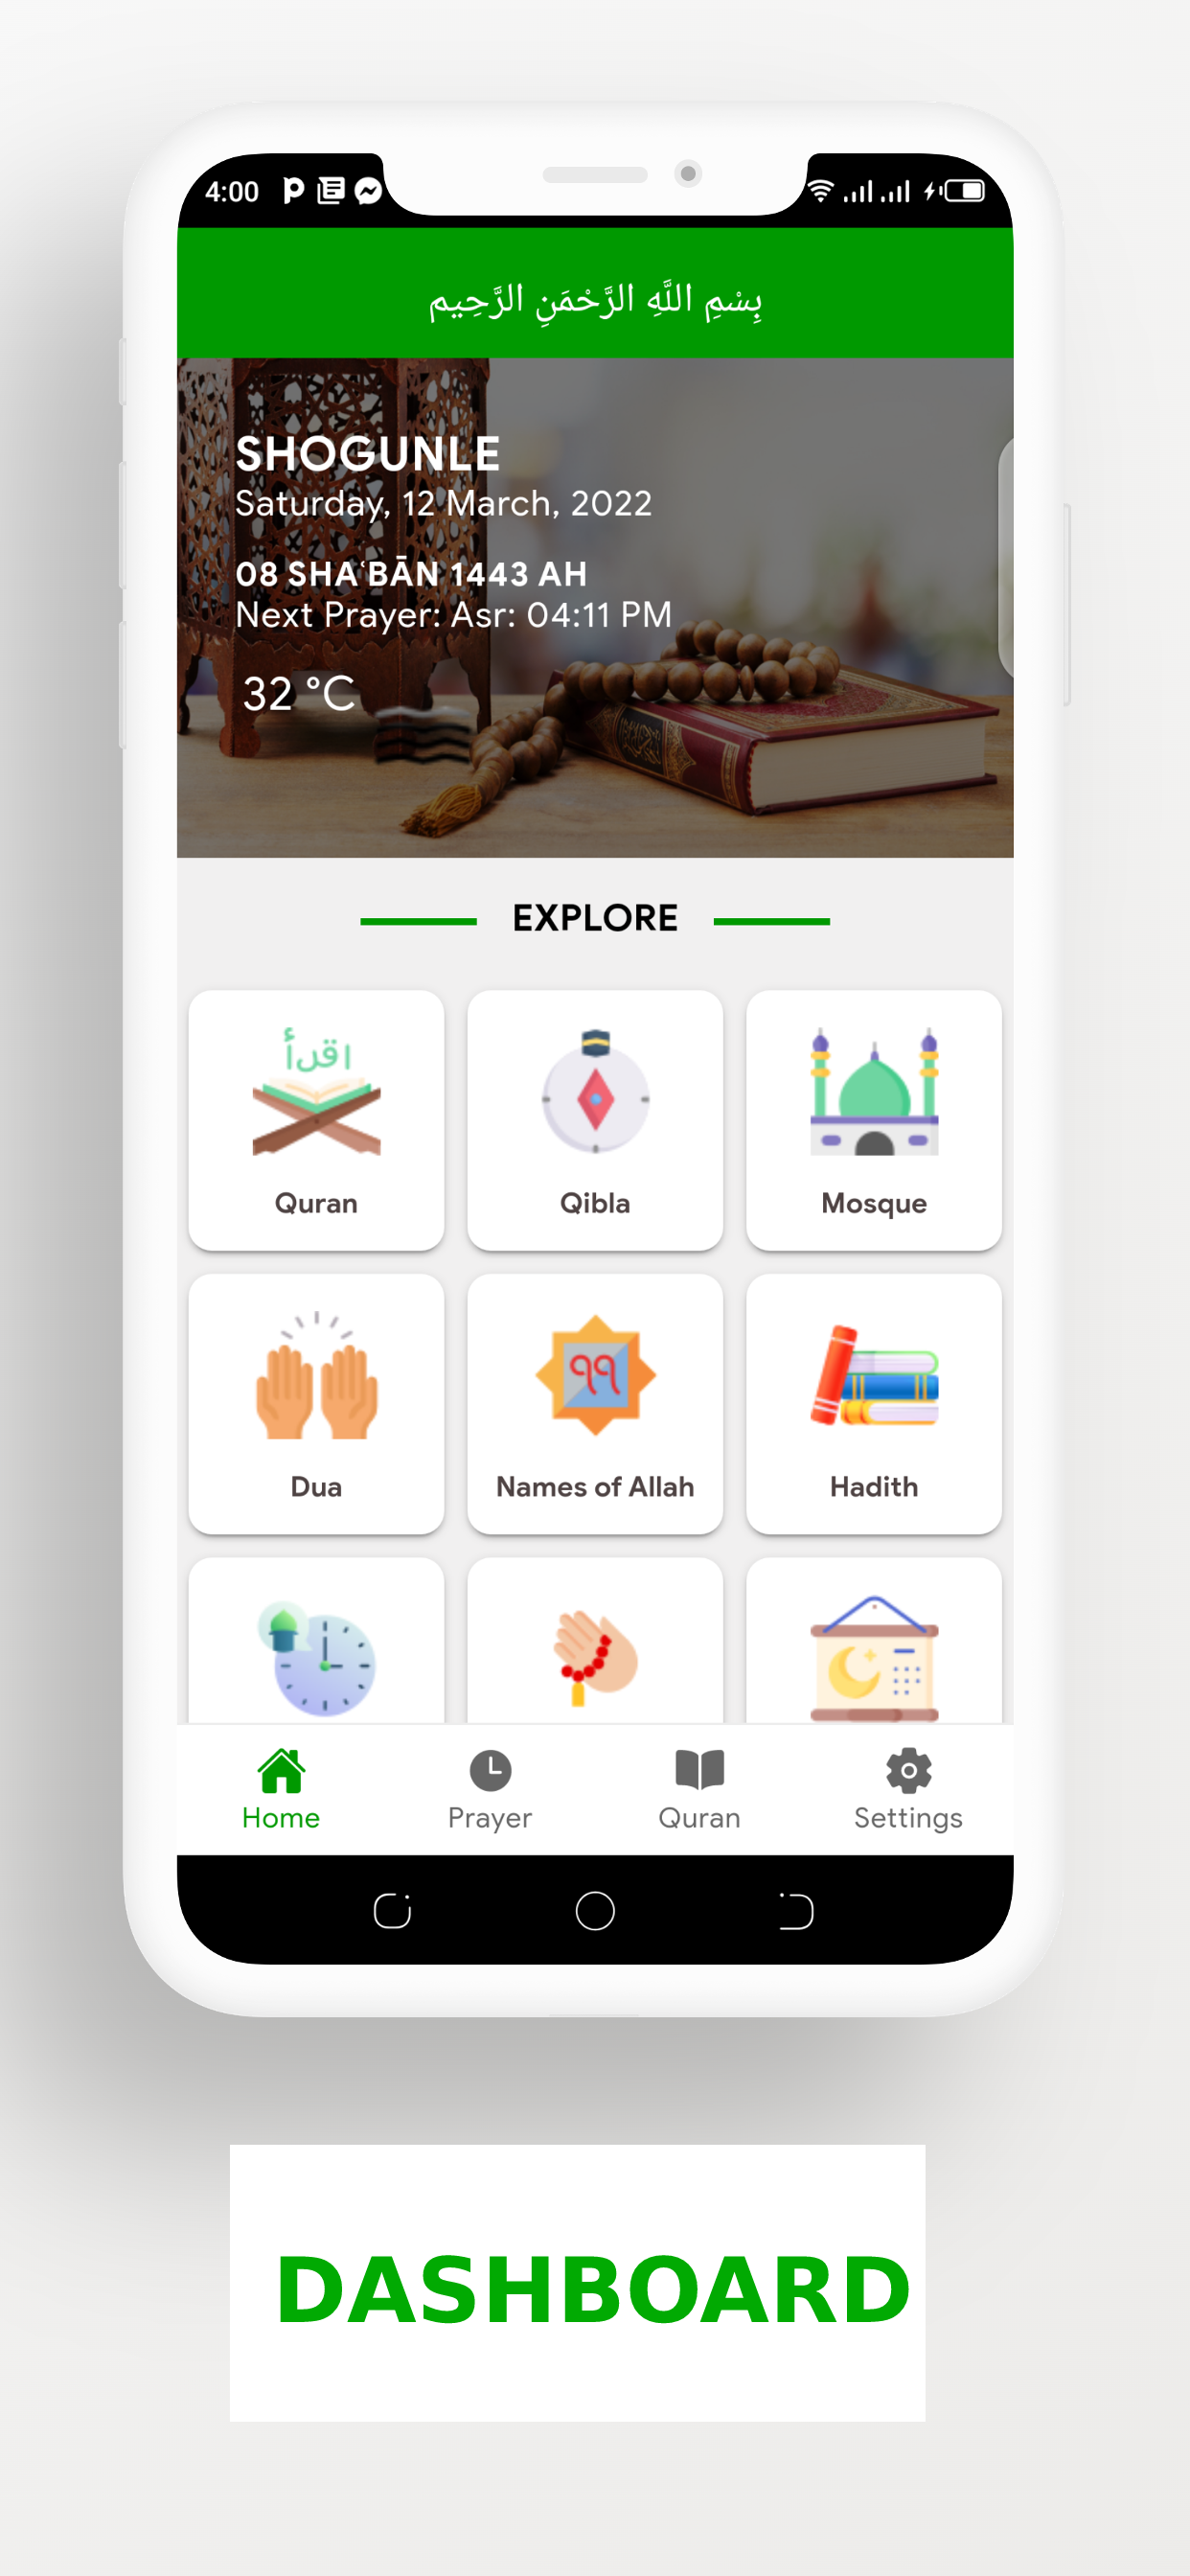 4:00
بِسْمِ اللَّهِ الرَّحْمَنِ الرَّحِيم
SHOGUNLE
Saturday, 12 March, 2022
08 SHAʿBĀN 1443 AH
Next Prayer: Asr: 04:11 PM
32 °C
EXPLORE
اقرأ
Quran
Qibla
Mosque
٩٩
Dua
Names of Allah
Hadith
Home
Prayer
Quran
Settings
DASHBOARD